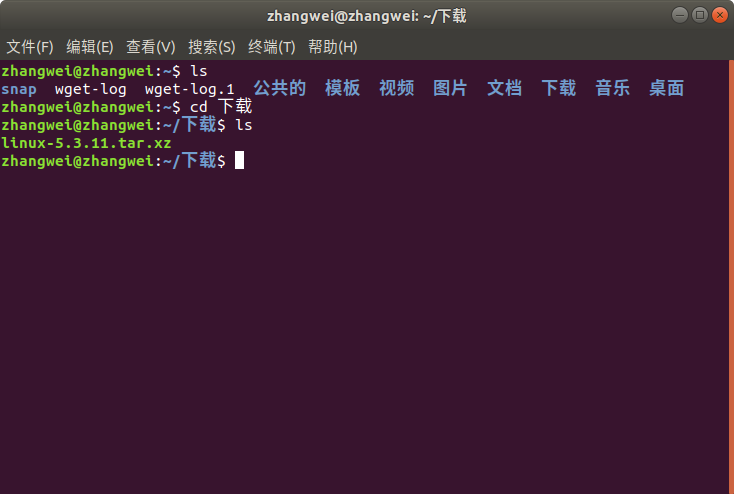 zhangwei@zhangwei: ~/下载
文件(F) 编辑(E) 查看(V) 搜索(S) 终端(T) 帮助(H)
zhangwei@zhangwei:~$ ls
snap wget-log wget-log.1 公共的 模板 视频 图片 文档 下载 音乐 桌面
zhangwei@zhangwei:~$ cd 下载
zhangwei@zhangwei:~/下载$ ls
linux-5.3.11.tar.xz
zhangwei@zhangwei:~/下载$